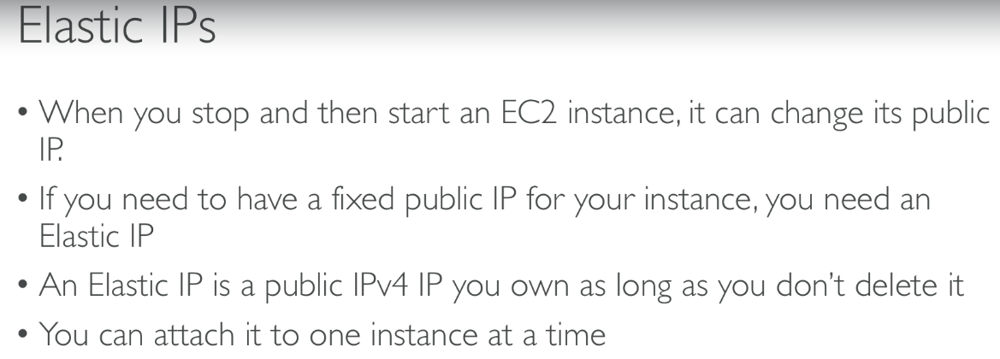 Elastic IPs
• When you stop and then start an EC2 instance, it can change its public
IP.
• If you need to have a fixed public IP for your instance, you need an
Elastic IP
• An Elastic IP is a public IPv4 IP you own as long as you don’t delete it
• You can attach it to one instance at a time